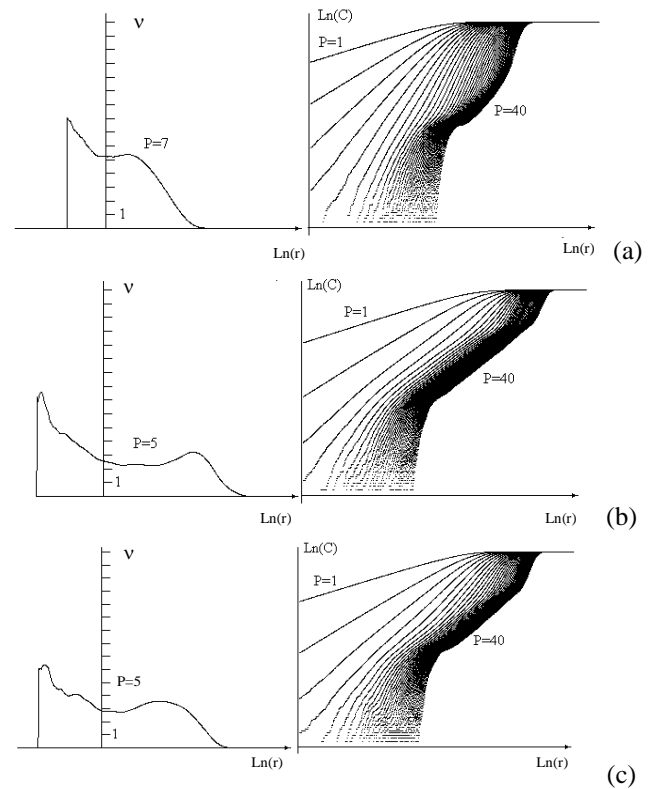 ν
P=7
1
Ln(r)
Ln(C)
P=1
P=40
Ln(r)
(a)
ν
P=5
1
Ln(r)
Ln(C)
P=1
P=40
Ln(r)
(b)
ν
P=5
1
Ln(r)
Ln(C)
P=1
P=40
Ln(r)
(c)